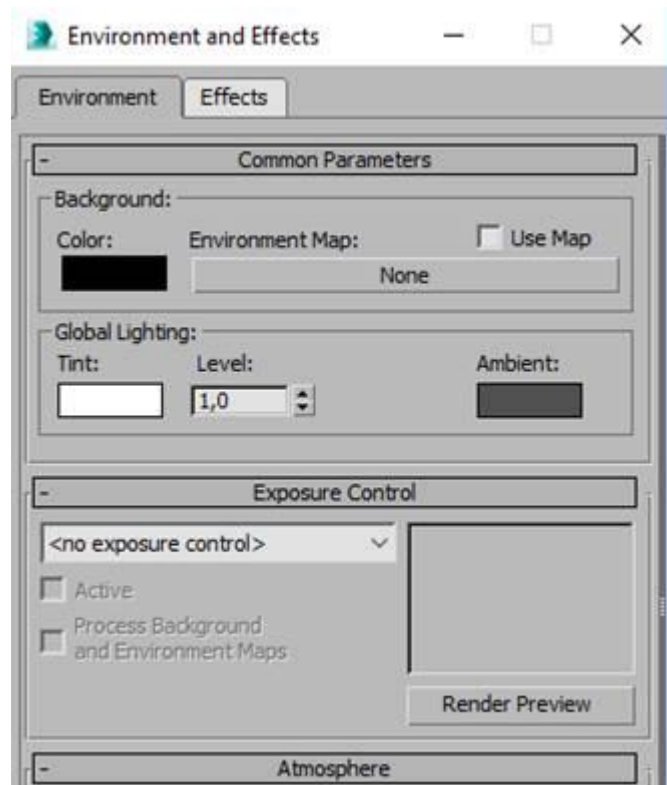 Environment and Effects
Environment Effects
- Common Parameters
Background:
Color: Environment Map: Use Map
None
Global Lighting:
Tint: Level: Ambient:
1,0
- Exposure Control
<no exposure control>
Active
Process Background
and Environment Maps
Render Preview
- Atmosphere